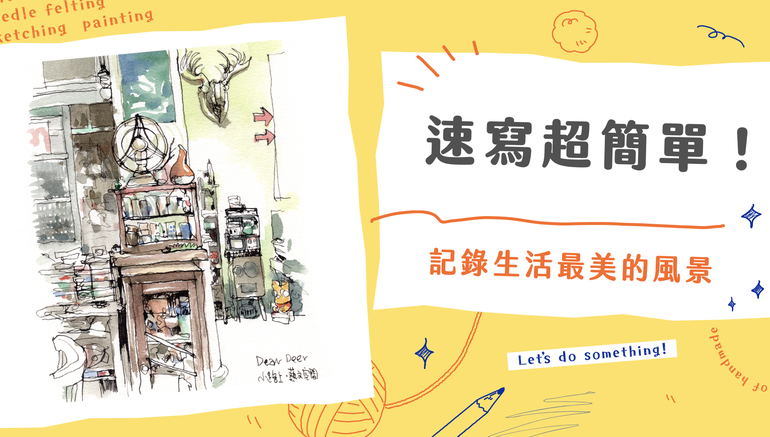 edle felting
ketching painting
速寫超簡單！
記錄生活最美的風景
Dear Deer
Let's do something!
of handmade